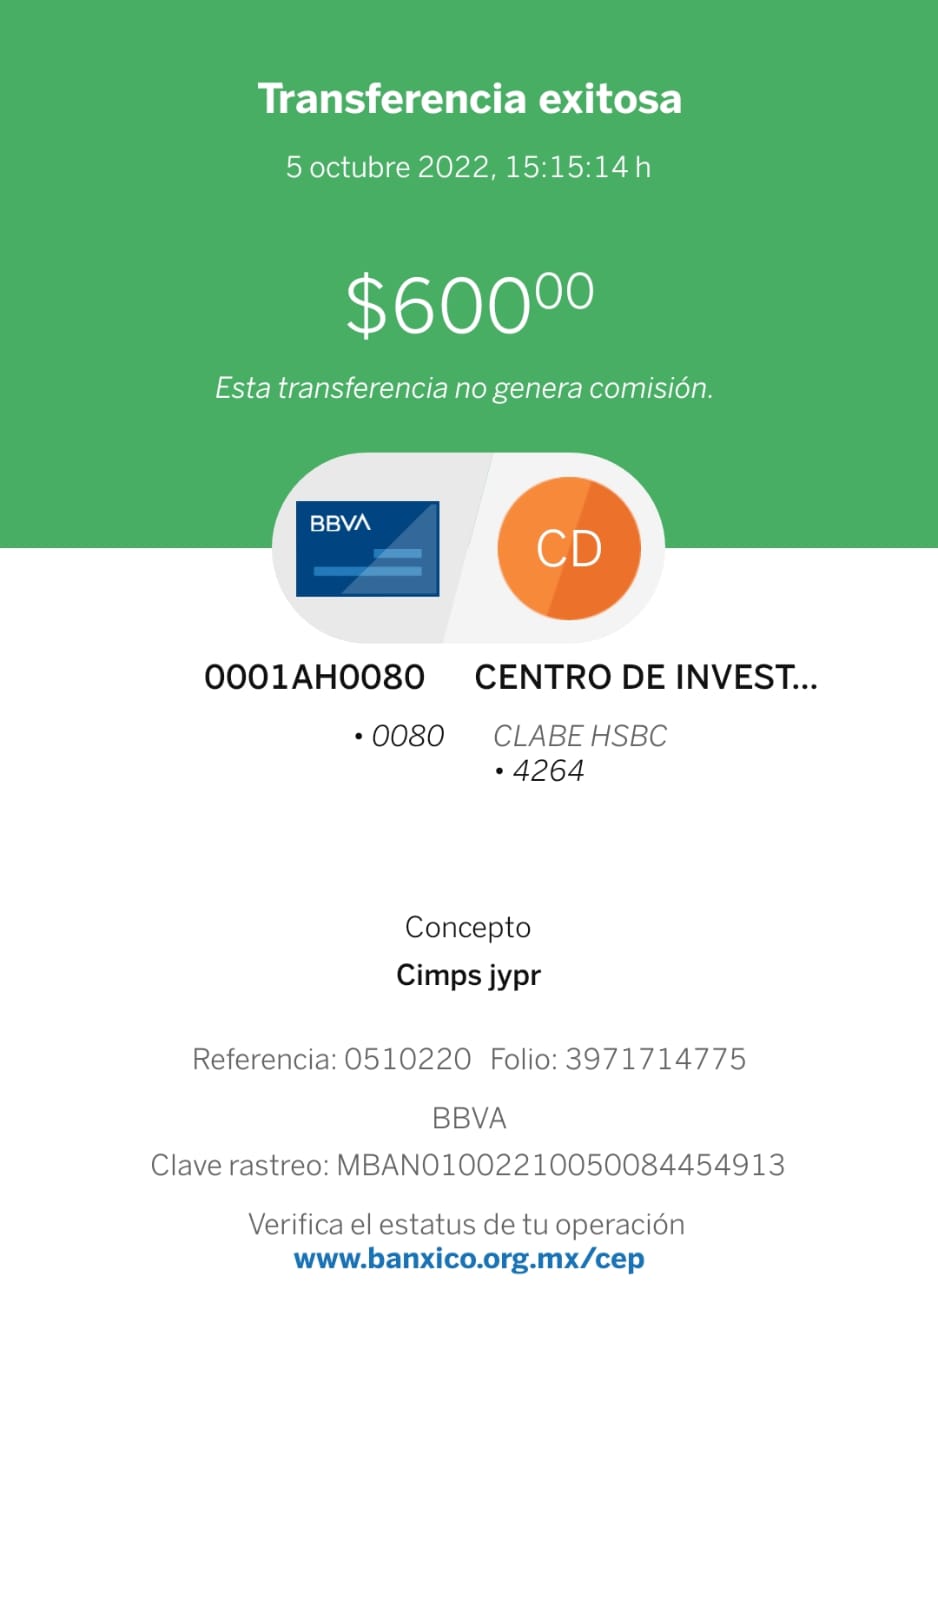 Transferencia exitosa
5 octubre 2022, 15:15:14 h
$600⁰⁰
Esta transferencia no genera comisión.
BBVA
CD
0001AH0080 CENTRO DE INVEST...
• 0080 CLABE HSBC
• 4264
Concepto
Cimps jypr
Referencia: 0510220 Folio: 3971714775
BBVA
Clave rastreo: MBAN01002210050084454913
Verifica el estatus de tu operación
www.banxico.org.mx/cep